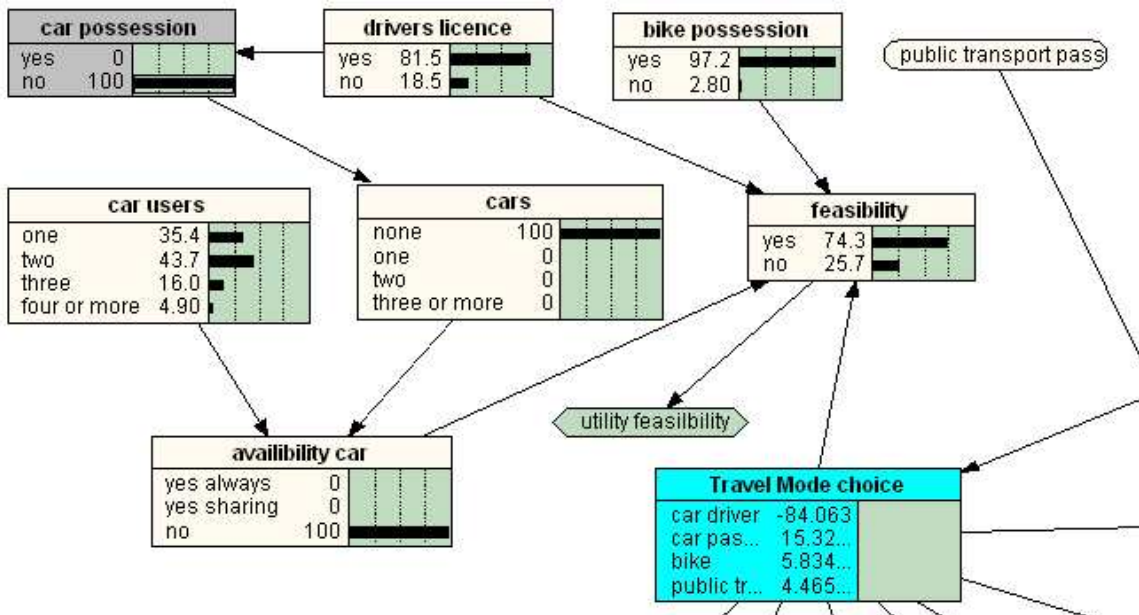 car possession
yes 0
no 100
drivers licence
yes 81.5
no 18.5
bike possession
yes 97.2
no 2.80
public transport pass
car users
one 35.4
two 43.7
three 16.0
four or more 4.90
cars
none 100
one 0
two 0
three or more 0
feasibility
yes 74.3
no 25.7
utility feasilbility
availibility car
yes always 0
yes sharing 0
no 100
Travel Mode choice
car driver -84.063
car pas... 15.32...
bike 5.834...
public tr... 4.465...